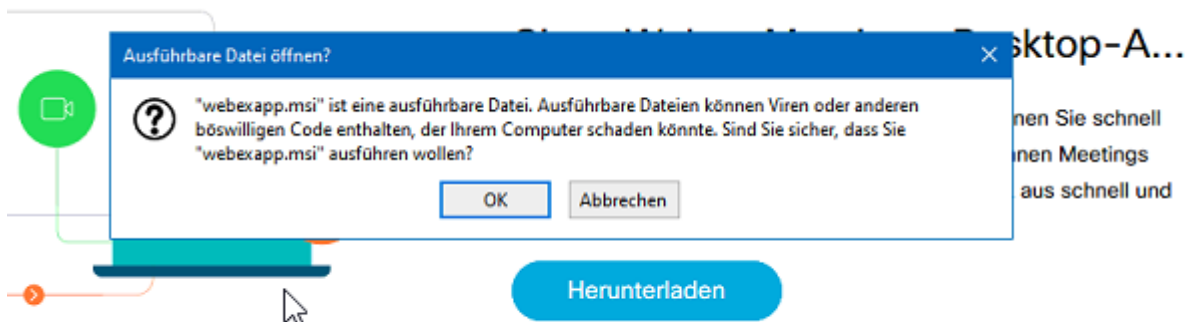 sktop-A...
Ausführbare Datei öffnen?
"webexapp.msi" ist eine ausführbare Datei. Ausführbare Dateien können Viren oder anderen
böswilligen Code enthalten, der Ihrem Computer schaden könnte. Sind Sie sicher, dass Sie
"webexapp.msi" ausführen wollen?
OK
Abbrechen
nen Sie schnell
Meetings
aus schnell und
Herunterladen